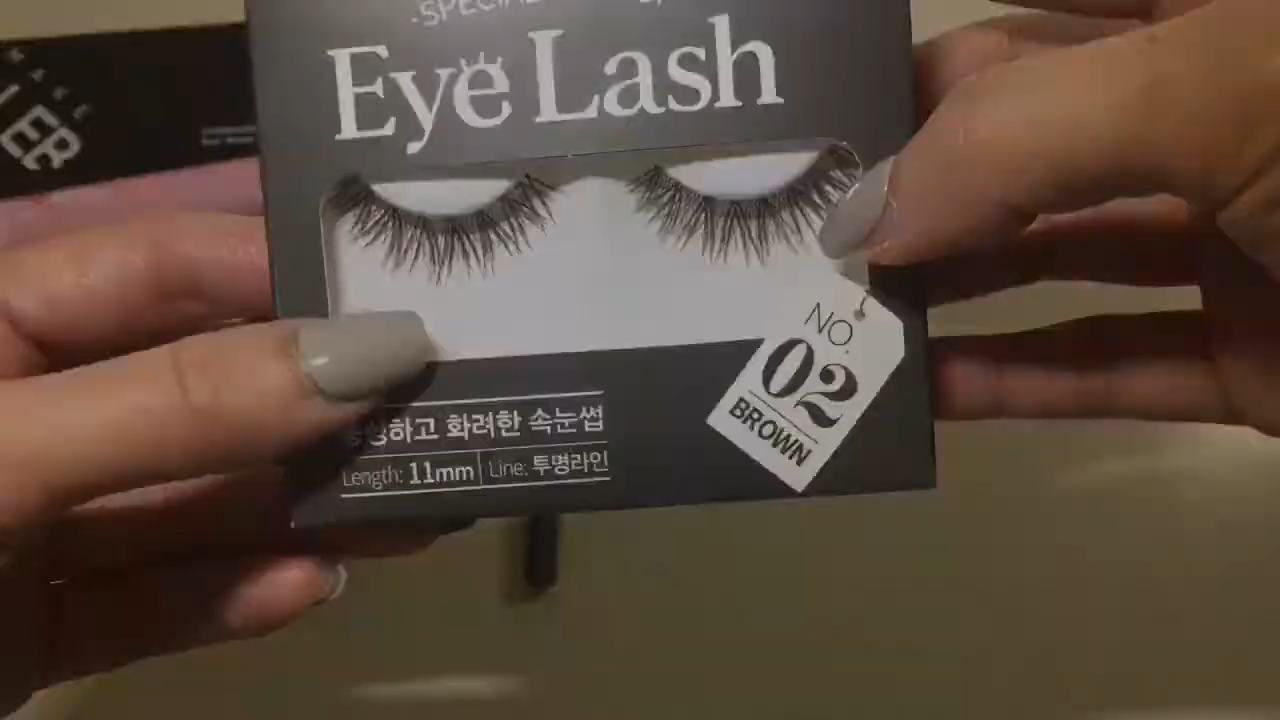 ·SPECIAL
Eye Lash
NO.
02
BROWN
하고 화려한 속눈썹
Length: 11mm | Line: 투명라인